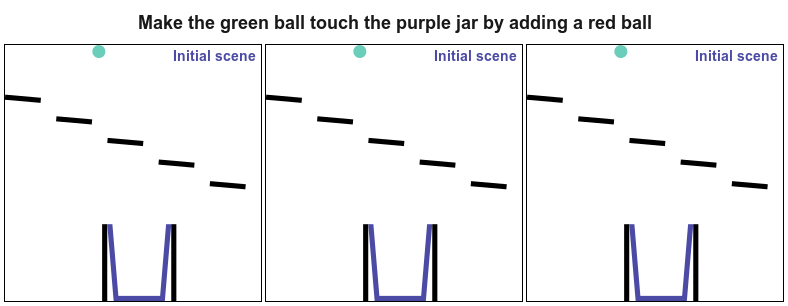 Make the green ball touch the purple jar by adding a red ball
Initial scene
Initial scene
Initial scene